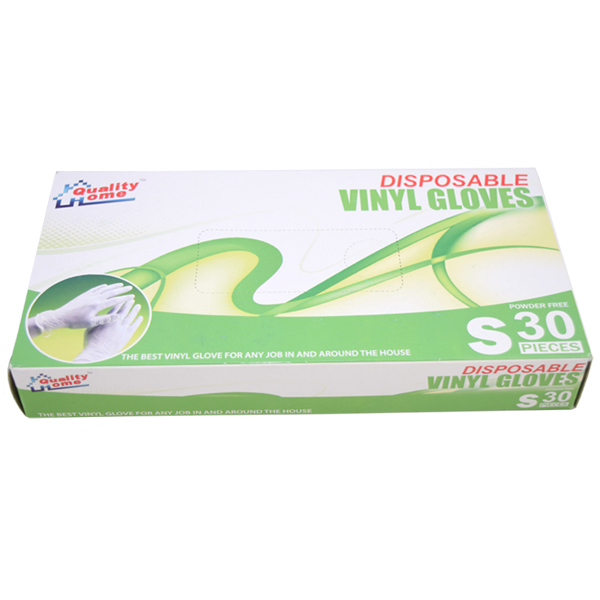 Quality
Home
DISPOSABLE
VINYL GLOVES
POWDER FREE
S 30
PIECES
THE BEST VINYL GLOVE FOR ANY JOB IN AND AROUND THE HOUSE
Quality
Home
DISPOSABLE
VINYL GLOVES
S 30
PIECES
THE BEST VINYL GLOVE FOR ANY JOB IN AND AROUND THE HOUSE